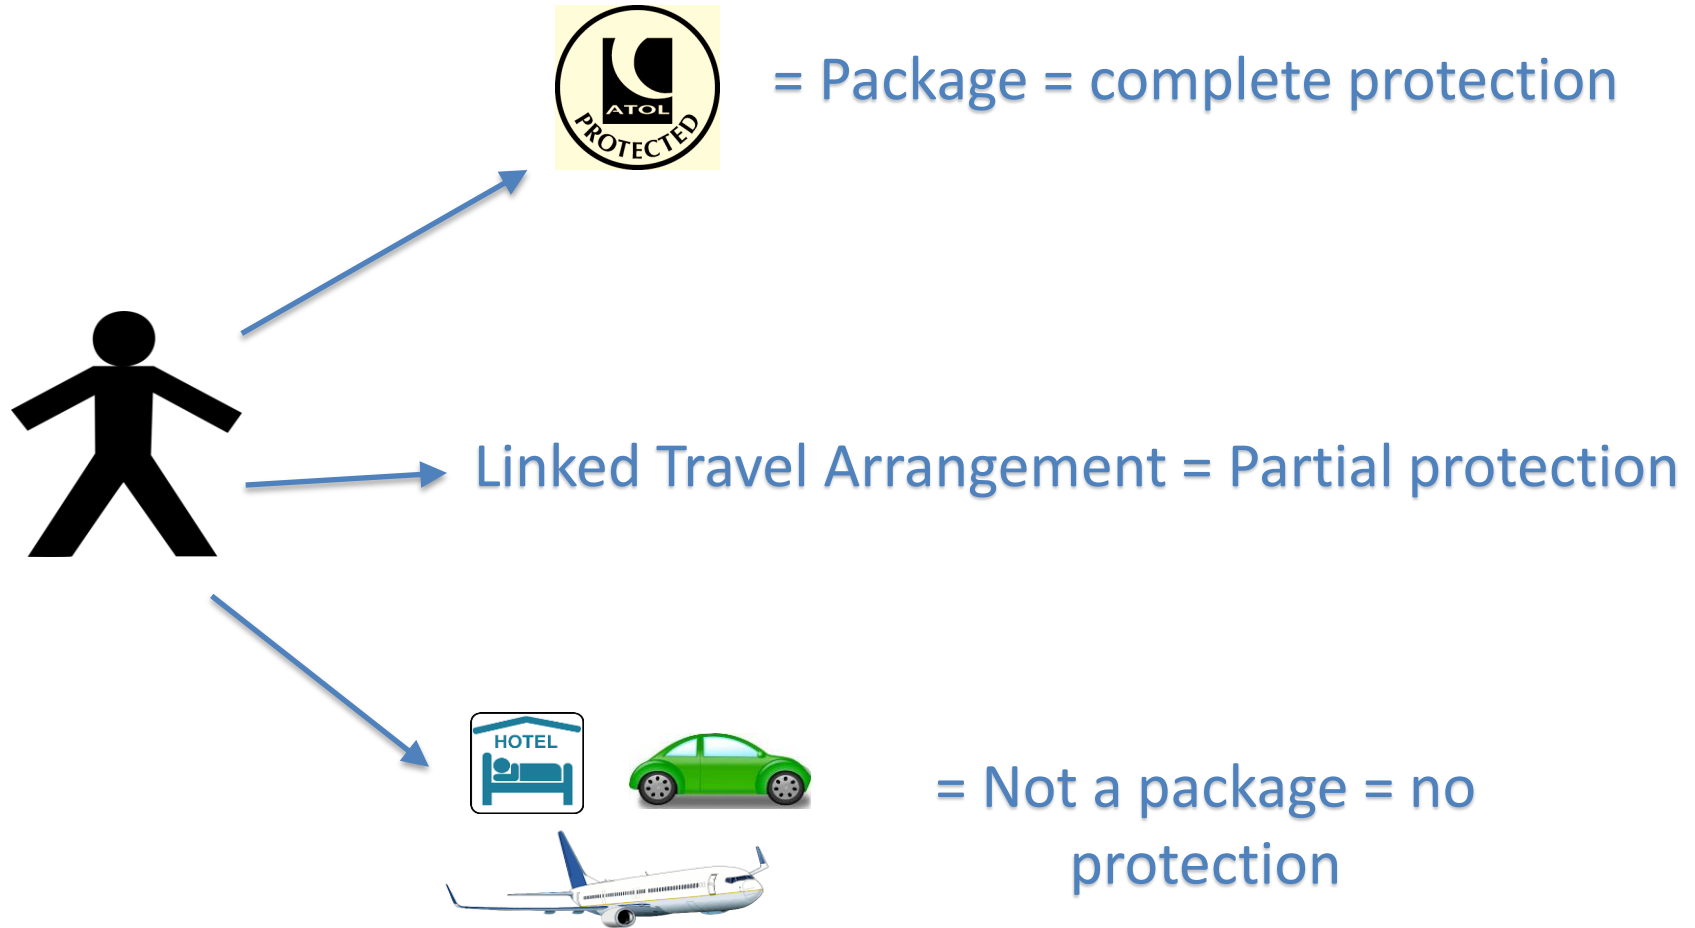 ATOL
PROTECTED
= Package = complete protection
Linked Travel Arrangement = Partial protection
HOTEL
= Not a package = no
protection